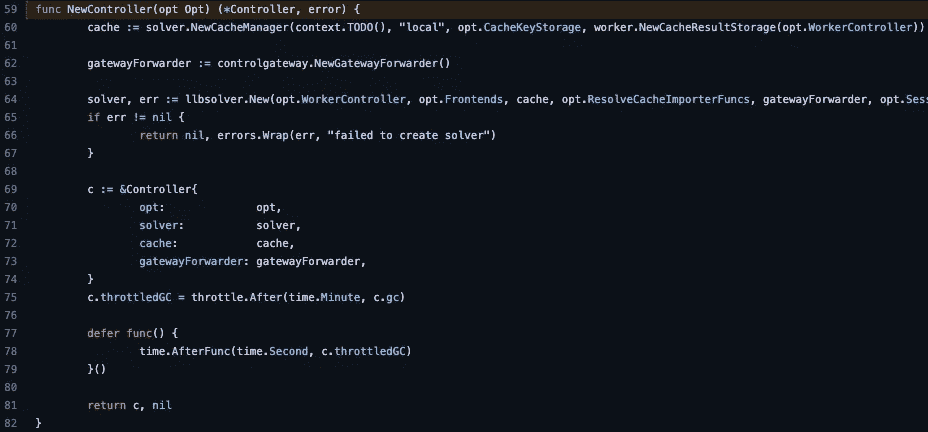 59 func NewController(opt Opt) (*Controller, error) {
60 cache := solver.NewCacheManager(context.TODO(), "local", opt.CacheKeyStorage, worker.NewCacheResultStorage(opt.WorkerController))
61
62 gatewayForwarder := controlgateway.NewGatewayForwarder()
63
64 solver, err := llbsolver.New(opt.WorkerController, opt.Frontends, cache, opt.ResolveCacheImporterFuncs, gatewayForwarder, opt.Ses
65 if err != nil {
66 return nil, errors.Wrap(err, "failed to create solver")
67 }
68
69 c := &Controller{
70 opt: opt,
71 solver: solver,
72 cache: cache,
73 gatewayForwarder: gatewayForwarder,
74 }
75 c.throttledGC = throttle.After(time.Minute, c.gc)
76
77 defer func() {
78 time.AfterFunc(time.Second, c.throttledGC)
79 }()
80
81 return c, nil
82 }